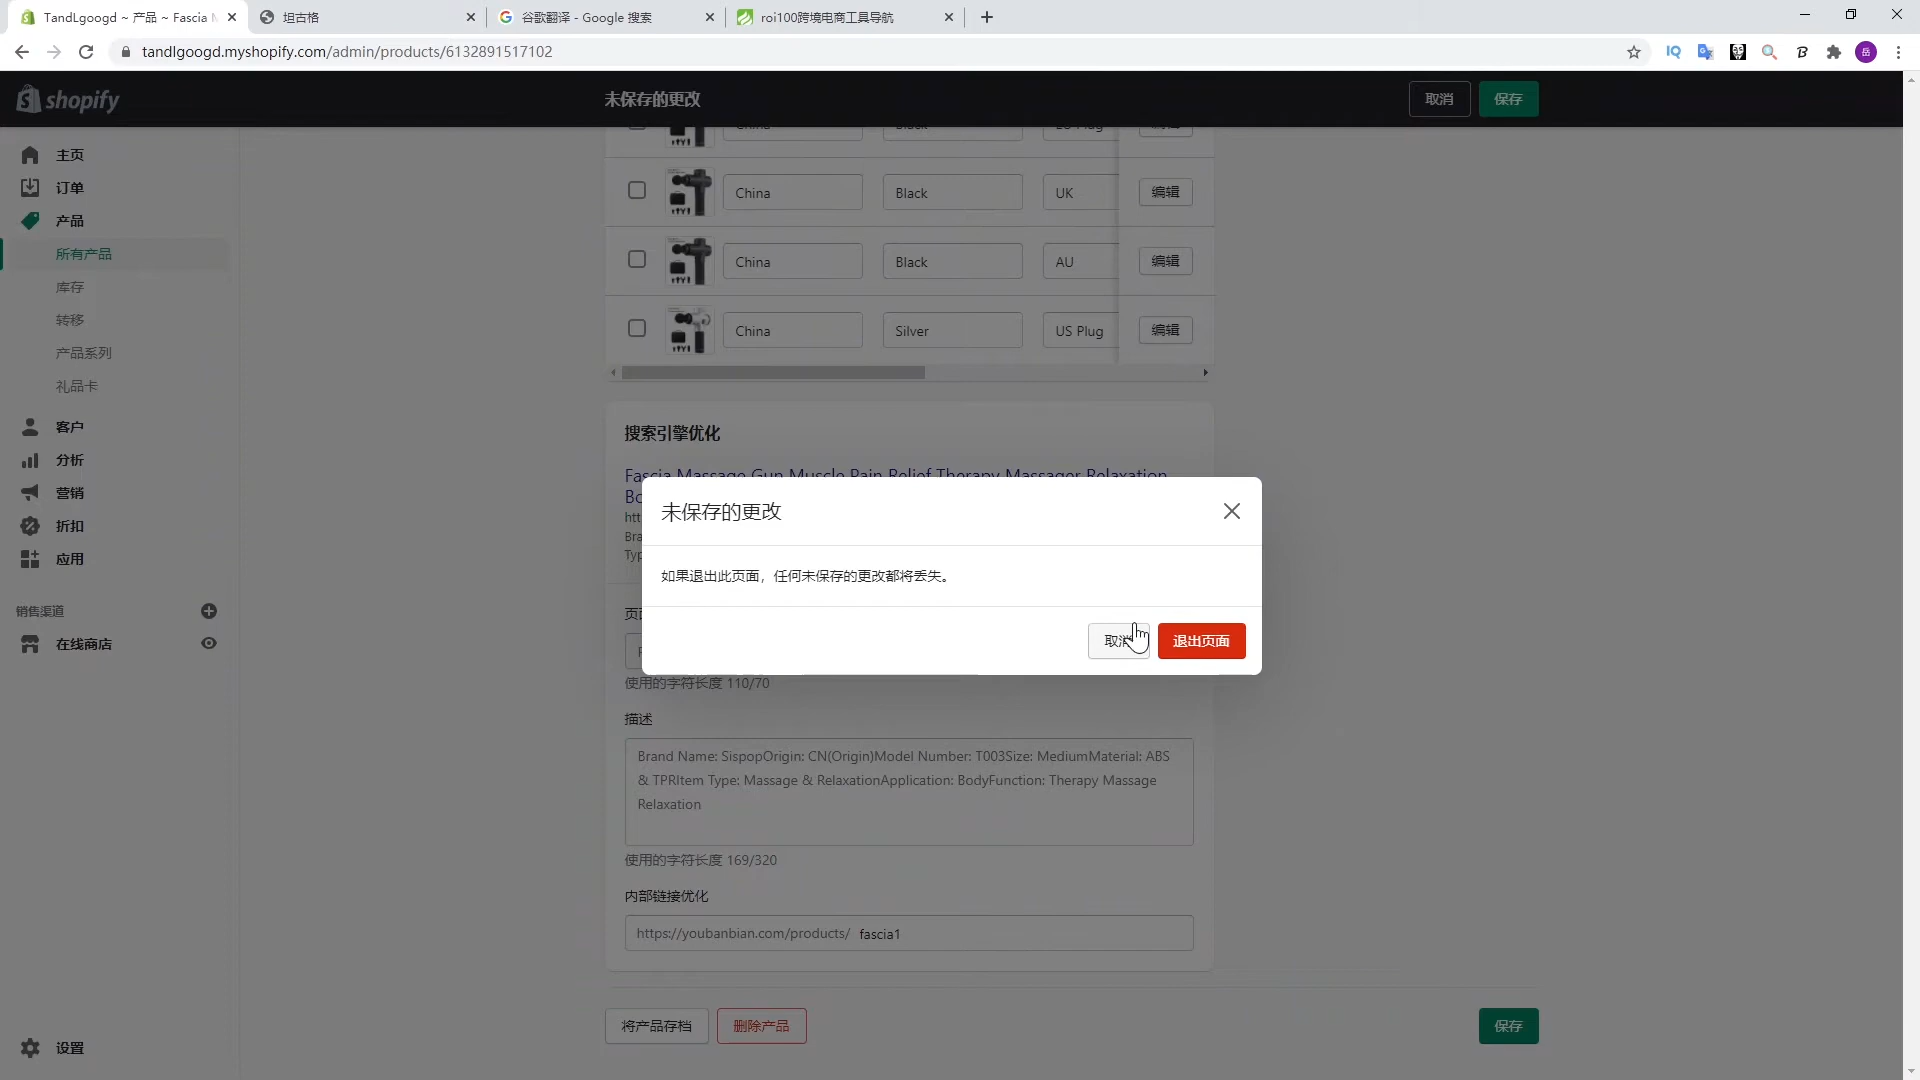 TandLgoogd ~ 产品 ~ Fascia M
坦古格
谷歌翻译 - Google 搜索
roi100跨境电商工具导航
tandlgoogd.myshopify.com/admin/products/6132891517102
shopify
未保存的更改
取消
保存
主页
订单
产品
所有产品
库存
转移
产品系列
礼品卡
客户
分析
营销
折扣
应用
销售渠道
在线商店
设置
China
Black
EU Plug
编辑
China
Black
UK
编辑
China
Black
AU
编辑
China
Silver
US Plug
编辑
搜索引擎优化
Fascia Massage Gun Muscle Pain Relief Therapy Massager Relaxation
未保存的更改
如果退出此页面，任何未保存的更改都将丢失。
取消
退出页面
使用的字符长度 110/70
描述
Brand Name: SispopOrigin: CN(Origin)Model Number: T003Size: MediumMaterial: ABS
& TPRItem Type: Massage & RelaxationApplication: BodyFunction: Therapy Massage
Relaxation
使用的字符长度 169/320
内部链接优化
https://youbanbian.com/products/ fascia1
将产品存档
删除产品
保存